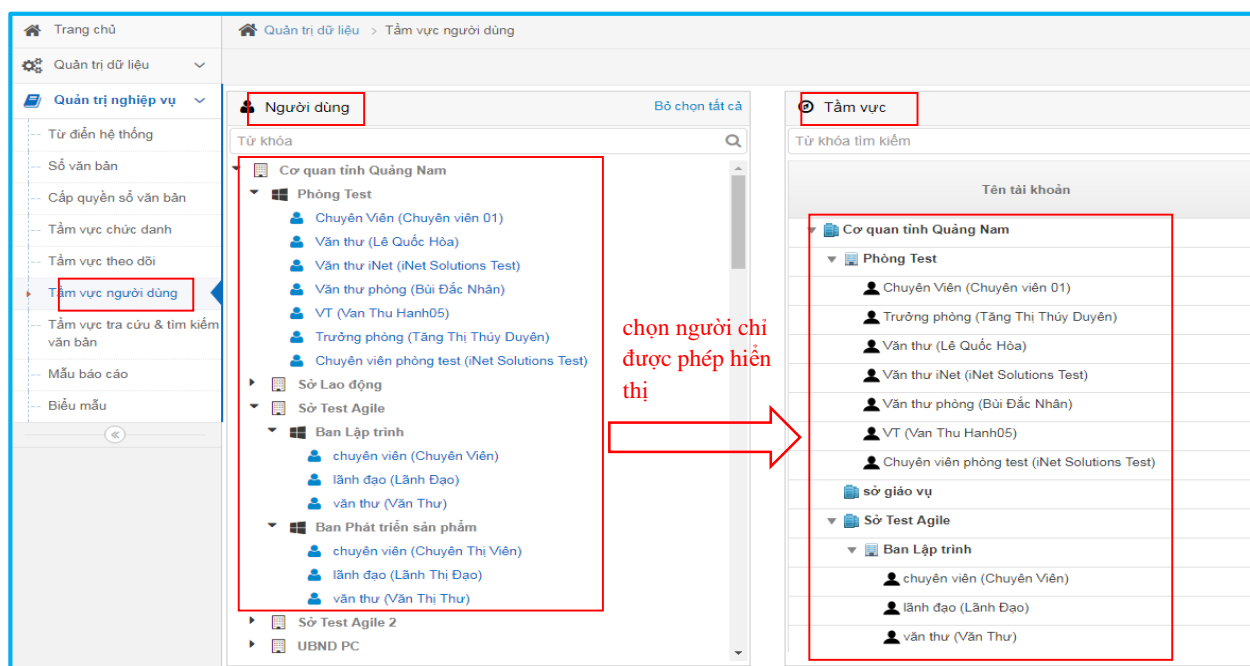 Trang chủ
Quản trị dữ liệu > Tầm vực người dùng
Quản trị dữ liệu
Quản trị nghiệp vụ
Từ điển hệ thống
Sổ văn bản
Cấp quyền sổ văn bản
Tầm vực chức danh
Tầm vực theo dõi
Tầm vực người dùng
Tầm vực tra cứu & tìm kiếm
văn bản
Mẫu báo cáo
Biểu mẫu
Người dùng
Bỏ chọn tất cả
Từ khóa
Cơ quan tỉnh Quảng Nam
Phòng Test
Chuyên Viên (Chuyên viên 01)
Văn thư (Lê Quốc Hòa)
Văn thư iNet (iNet Solutions Test)
Văn thư phòng (Bùi Đắc Nhân)
VT (Van Thu Hanh05)
Trưởng phòng (Tăng Thị Thúy Duyên)
Chuyên viên phòng test (iNet Solutions Test)
Sở Lao động
Sở Test Agile
Ban Lập trình
chuyên viên (Chuyên Viên)
lãnh đạo (Lãnh Đạo)
văn thư (Văn Thư)
Ban Phát triển sản phẩm
chuyên viên (Chuyên Thị Viên)
lãnh đạo (Lãnh Thị Đạo)
văn thư (Văn Thị Thư)
Sở Test Agile 2
UBND PC
chọn người chỉ
được phép hiển
thị
Tầm vực
Từ khóa tìm kiếm
Tên tài khoản
Cơ quan tỉnh Quảng Nam
Phòng Test
Chuyên Viên (Chuyên viên 01)
Trưởng phòng (Tăng Thị Thúy Duyên)
Văn thư (Lê Quốc Hòa)
Văn thư iNet (iNet Solutions Test)
Văn thư phòng (Bùi Đắc Nhân)
VT (Van Thu Hanh05)
Chuyên viên phòng test (iNet Solutions Test)
sở giáo vụ
Sở Test Agile
Ban Lập trình
chuyên viên (Chuyên Viên)
lãnh đạo (Lãnh Đạo)
văn thư (Văn Thư)